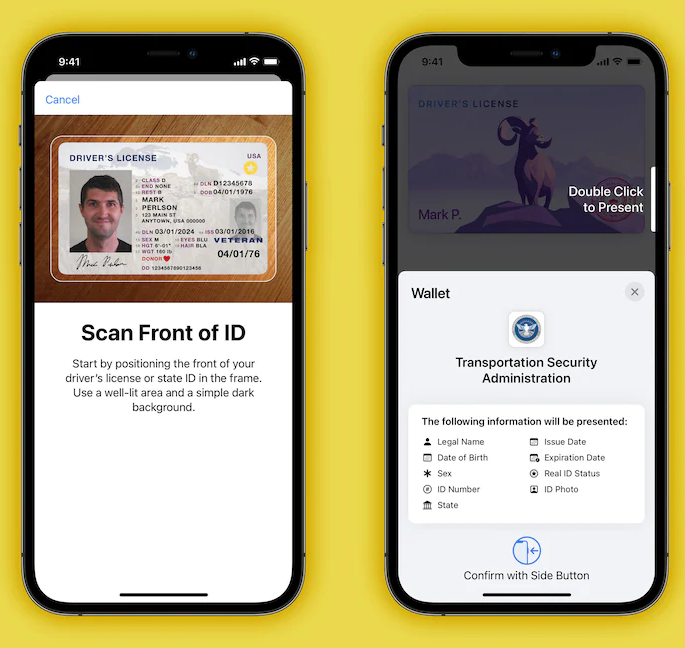 9:41
Cancel
DRIVER'S LICENSE
USA
CLASS D
END NONE
REST B
DLN D12345678
DOB 04/01/1976
MARK
PERLSON
123 MAIN ST
ANYTOWN, USA 000000
DLN 03/01/2024
ISS 03/01/2016
SEX M
EYES BLU
VETERAN
HGT 6'-01"
HAIR BLA
WGT 160 lb
DONOR
04/01/76
DD 1234567890123456
Scan Front of ID
Start by positioning the front of your
driver's license or state ID in the frame.
Use a well-lit area and a simple dark
background.
9:41
DRIVER'S LICENSE
Double Click
to Present
Mark P.
Wallet
Transportation Security
Administration
The following information will be presented:
Legal Name
Issue Date
Date of Birth
Expiration Date
Sex
Real ID Status
ID Number
ID Photo
State
Confirm with Side Button